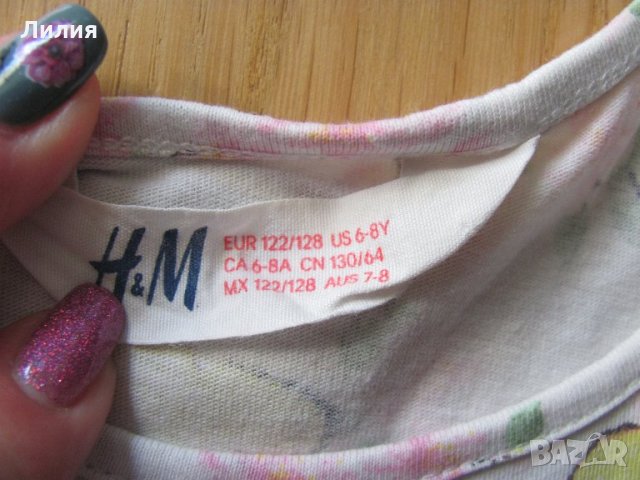 Лилия
H&M
EUR 122/128 US 6-8Y
CA 6-8A CN 130/64
MX 122/128 AUS 7-8
BAZAR